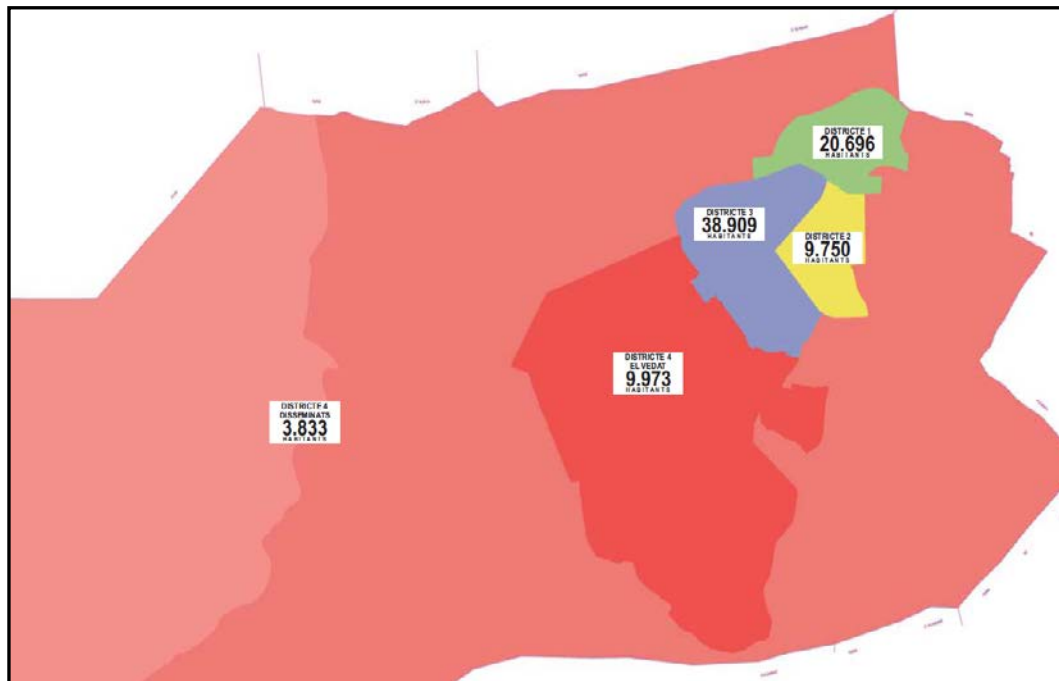 DISTRICTE 1
20.696
HABITANTS
DISTRICTE 3
38.909
HABITANTS
DISTRICTE 2
9.750
HABITANTS
DISTRICTE 4
EL VEDAT
9.973
HABITANTS
DISTRICTE 4
DISSEMINATS
3.833
HABITANTS